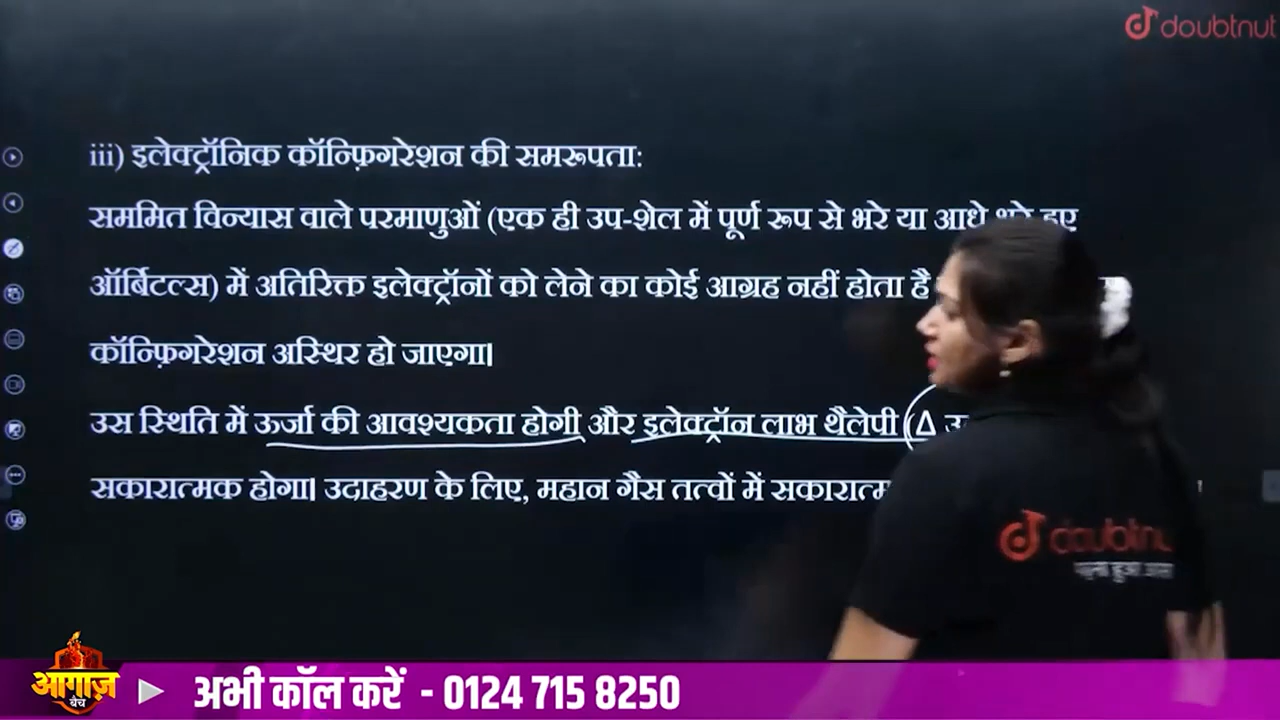 doubtnut
iii) इलेक्ट्रॉनिक कॉन्फ़िगरेशन की समरूपता:
सममित विन्यास वाले परमाणुओं (एक ही उप-शेल में पूर्ण रूप से भरे या आधे भरे हुए
ऑर्बिटल्स) में अतिरिक्त इलेक्ट्रॉनों को लेने का कोई आग्रह नहीं होता है
कॉन्फ़िगरेशन अस्थिर हो जाएगा|
उस स्थिति में ऊर्जा की आवश्यकता होगी और इलेक्ट्रॉन लाभ थैलेपी (Δ
सकारात्मक होगा| उदाहरण के लिए, महान गैस तत्वों में
doubtnut
आगाज़
बैच
अभी कॉल करें - 0124 715 8250